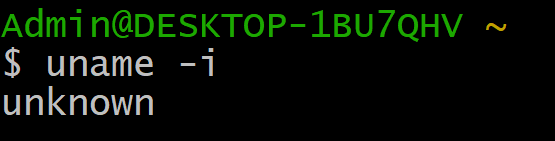 Admin@DESKTOP-1BU7QHV ~
$ uname -i
unknown